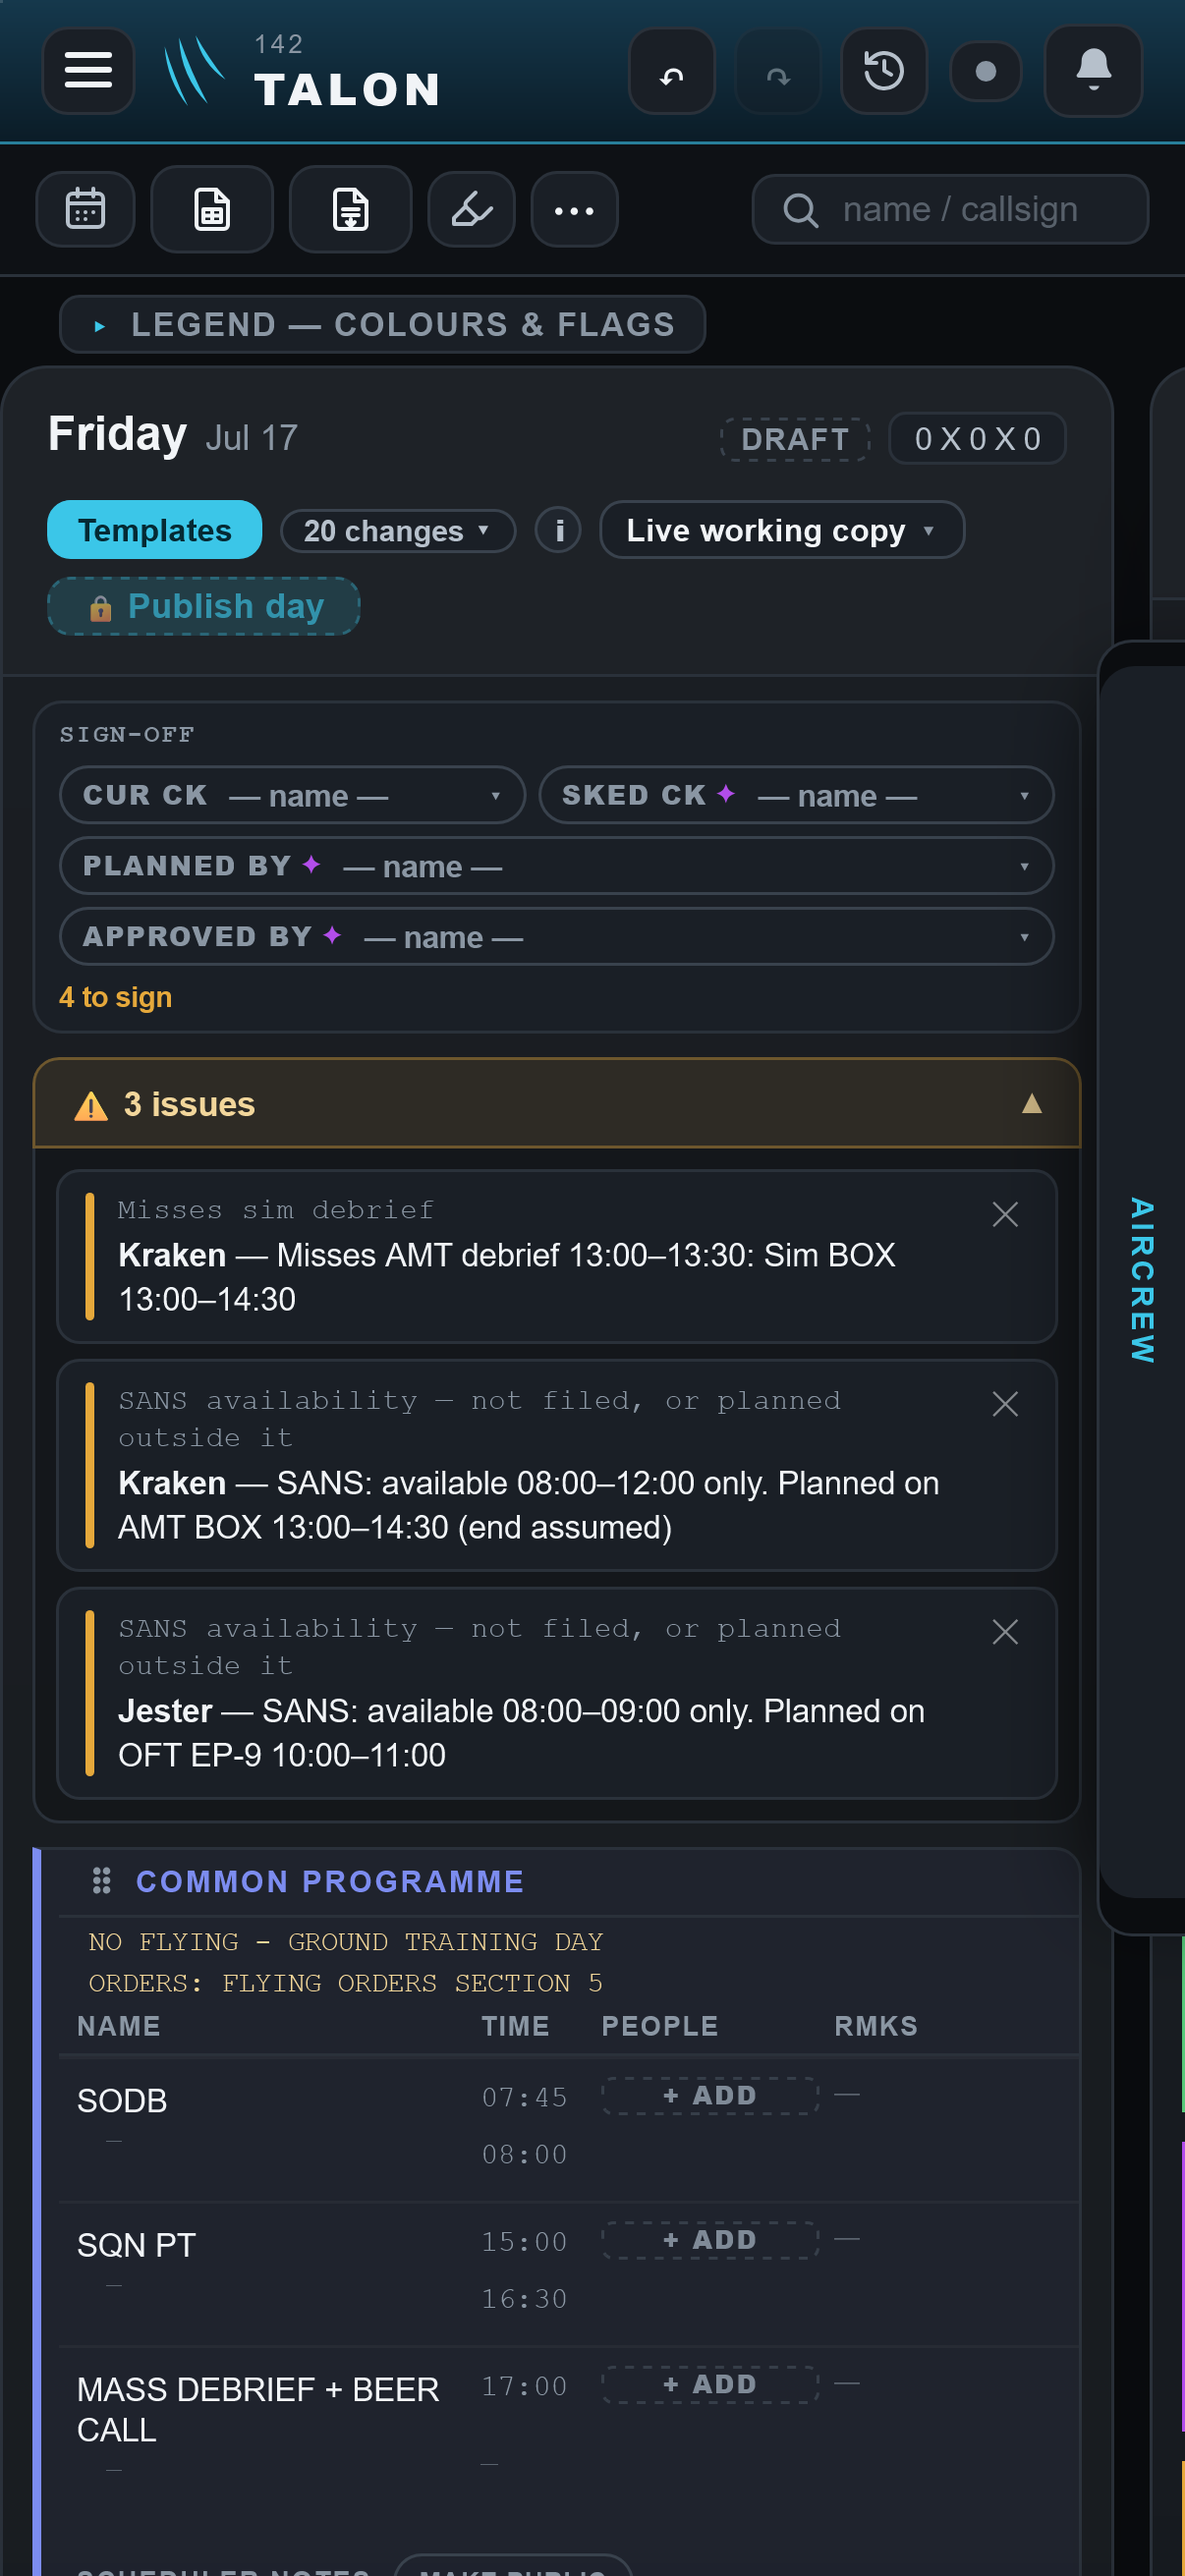 142
TALON
name / callsign
LEGEND — COLOURS & FLAGS
Friday Jul 17
DRAFT
0 X 0 X 0
Templates
20 changes
i
Live working copy
Publish day
SIGN-OFF
CUR CK — name —
SKED CK — name —
PLANNED BY — name —
APPROVED BY — name —
4 to sign
3 issues
Misses sim debrief
Kraken — Misses AMT debrief 13:00–13:30: Sim BOX
13:00–14:30
SANS availability — not filed, or planned
outside it
Kraken — SANS: available 08:00–12:00 only. Planned on
AMT BOX 13:00–14:30 (end assumed)
SANS availability — not filed, or planned
outside it
Jester — SANS: available 08:00–09:00 only. Planned on
OFT EP-9 10:00–11:00
AIRCREW
COMMON PROGRAMME
NO FLYING - GROUND TRAINING DAY
ORDERS: FLYING ORDERS SECTION 5
NAME TIME PEOPLE RMKS
SODB 07:45 + ADD —
— 08:00
SQN PT 15:00 + ADD —
— 16:30
MASS DEBRIEF + BEER 17:00 + ADD —
CALL
— —
SCHEDULER NOTES MAKE PUBLIC